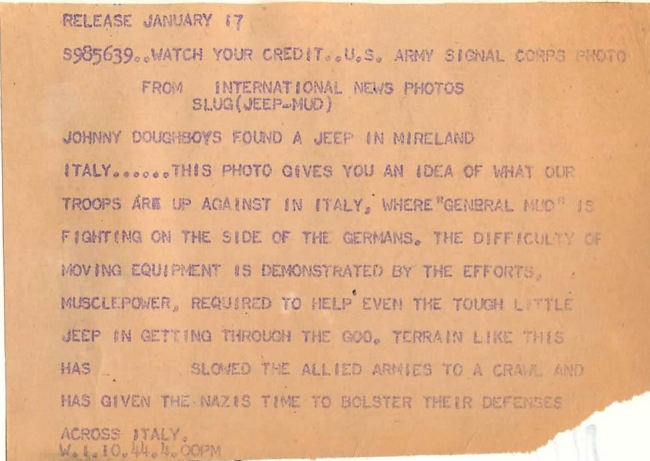 RELEASE JANUARY 17
S985639..WATCH YOUR CREDIT..U.S. ARMY SIGNAL CORPS PHOTO
FROM INTERNATIONAL NEWS PHOTOS
SLUG(JEEP-MUD)
JOHNNY DOUGHBOYS FOUND A JEEP IN MIRELAND
ITALY......THIS PHOTO GIVES YOU AN IDEA OF WHAT OUR
TROOPS ARE UP AGAINST IN ITALY, WHERE"GENERAL MUD" IS
FIGHTING ON THE SIDE OF THE GERMANS. THE DIFFICULTY OF
MOVING EQUIPMENT IS DEMONSTRATED BY THE EFFORTS,
MUSCLEPOWER, REQUIRED TO HELP EVEN THE TOUGH LITTLE
JEEP IN GETTING THROUGH THE GOO. TERRAIN LIKE THIS
HAS SLOWED THE ALLIED ARMIES TO A CRAWL AND
HAS GIVEN THE NAZIS TIME TO BOLSTER THEIR DEFENSES
ACROSS ITALY.
W.1.10.44.4.00PM